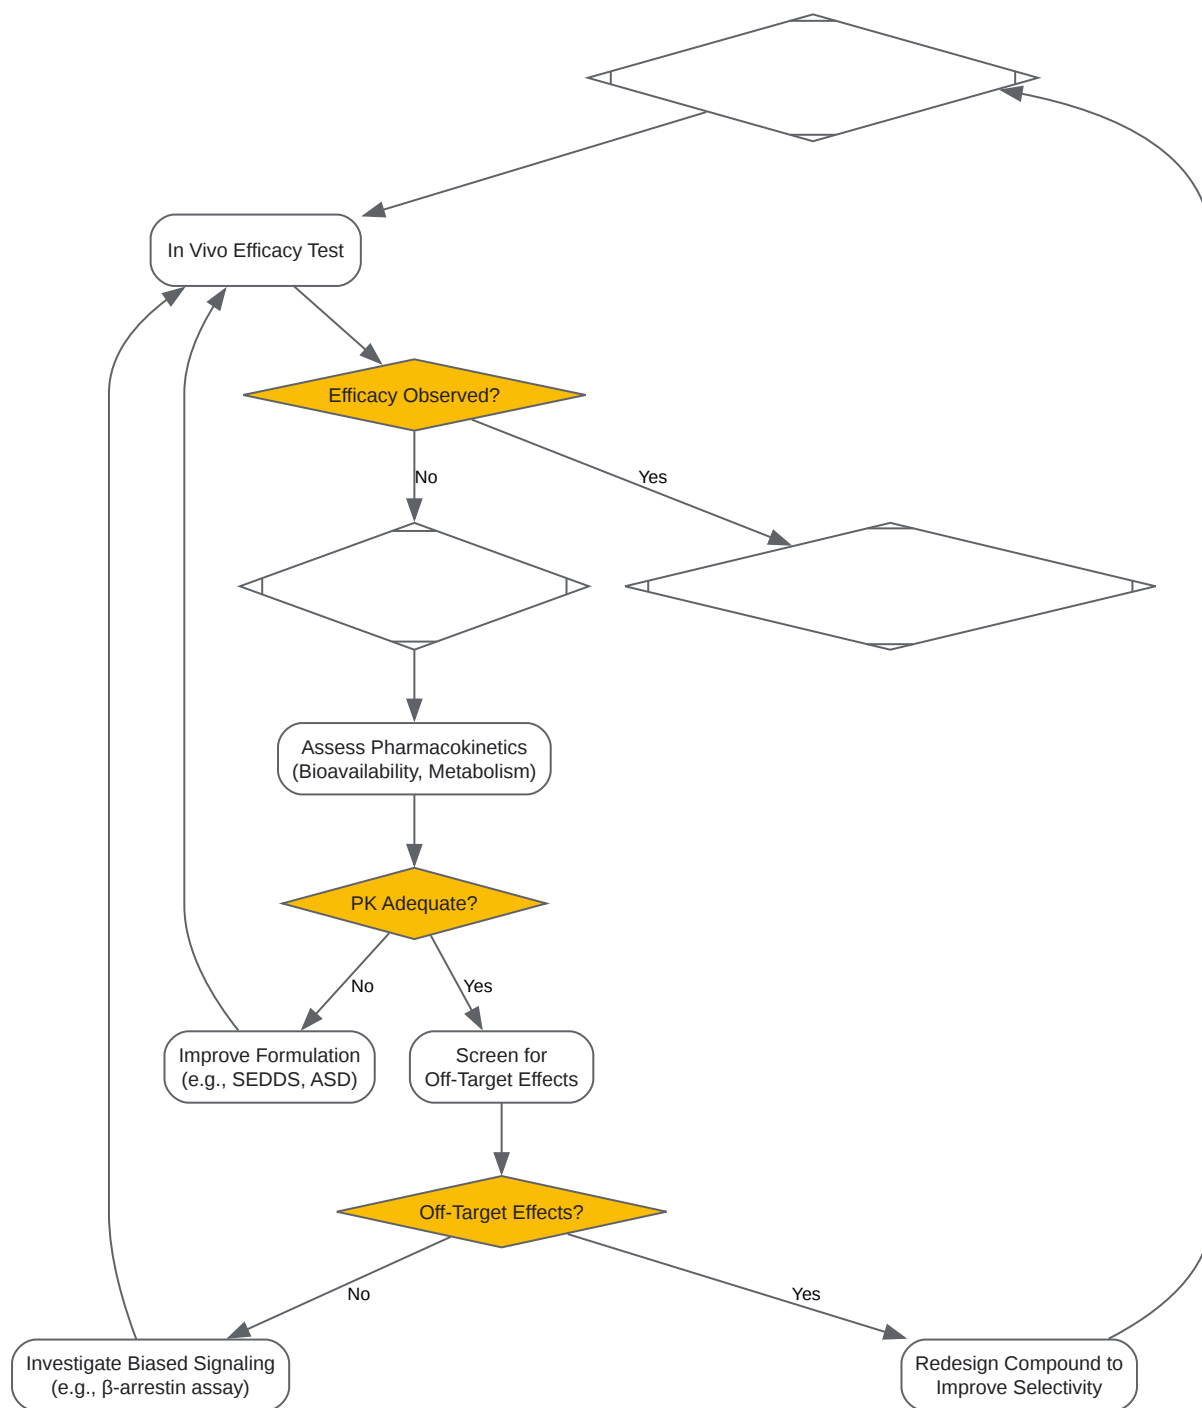 In Vivo Efficacy Test
Efficacy Observed?
No
Yes
Assess Pharmacokinetics
(Bioavailability, Metabolism)
PK Adequate?
No
Yes
Improve Formulation
(e.g., SEDDS, ASD)
Screen for
Off-Target Effects
Off-Target Effects?
No
Yes
Investigate Biased Signaling
(e.g., β-arrestin assay)
Redesign Compound to
Improve Selectivity